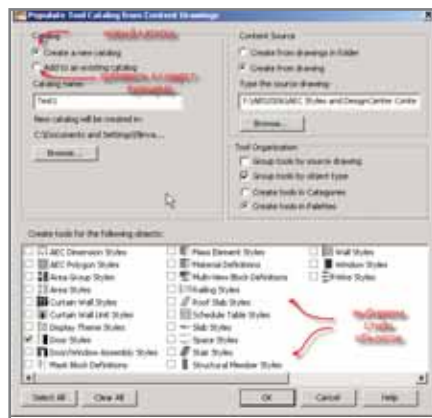 Populate Tool Catalog from Content Drawings
Catalog
Create a new catalog
Add to an existing catalog
Catalog name:
Test1
New catalog will be created in:
Browse...
Content Source
Create from drawings in folder
Create from drawing
Type the source drawing:
Browse...
Tool Organization
Group tools by source drawing
Group tools by object type
Create tools in Categories
Create tools in Palettes
Create tools for the following objects:
AEC Dimension Styles
AEC Polygon Styles
Area Group Styles
Area Styles
Curtain Wall Styles
Curtain Wall Unit Styles
Display Theme Styles
Door Styles
Door/Window Assembly Styles
Mask Block Definitions
Mass Element Styles
Material Definitions
Multi-View Block Definitions
Railing Styles
Roof Slab Styles
Schedule Table Styles
Slab Styles
Space Styles
Stair Styles
Structural Member Styles
Wall Styles
Window Styles
Select All
Clear All
OK
Cancel
Help